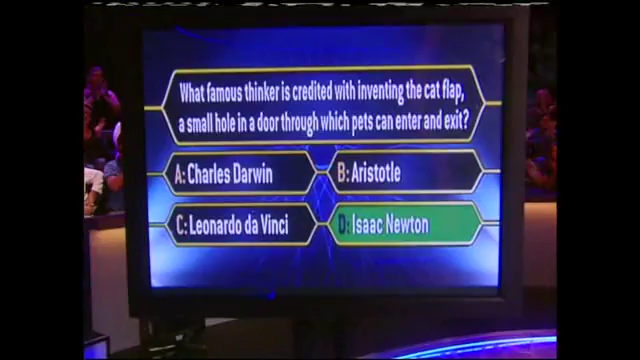 What famous thinker is credited with inventing the cat flap,
a small hole in a door through which pets can enter and exit?
A: Charles Darwin
B: Aristotle
C: Leonardo da Vinci
D: Isaac Newton